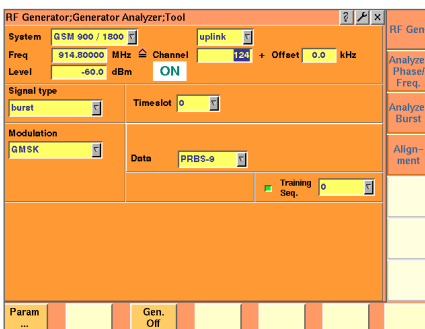 RF Generator;Generator Analyzer;Tool ? ×
System GSM 900 / 1800 uplink
Freq 914.80000 MHz ≙ Channel 124 + Offset 0.0 kHz
Level -60.0 dBm ON
Signal type
burst
Timeslot 0
Modulation
GMSK
Data PRBS-9
Training
Seq. 0
RF Gen
Analyze
Phase/
Freq.
Analyze
Burst
Align-
ment
Param
...
Gen.
Off